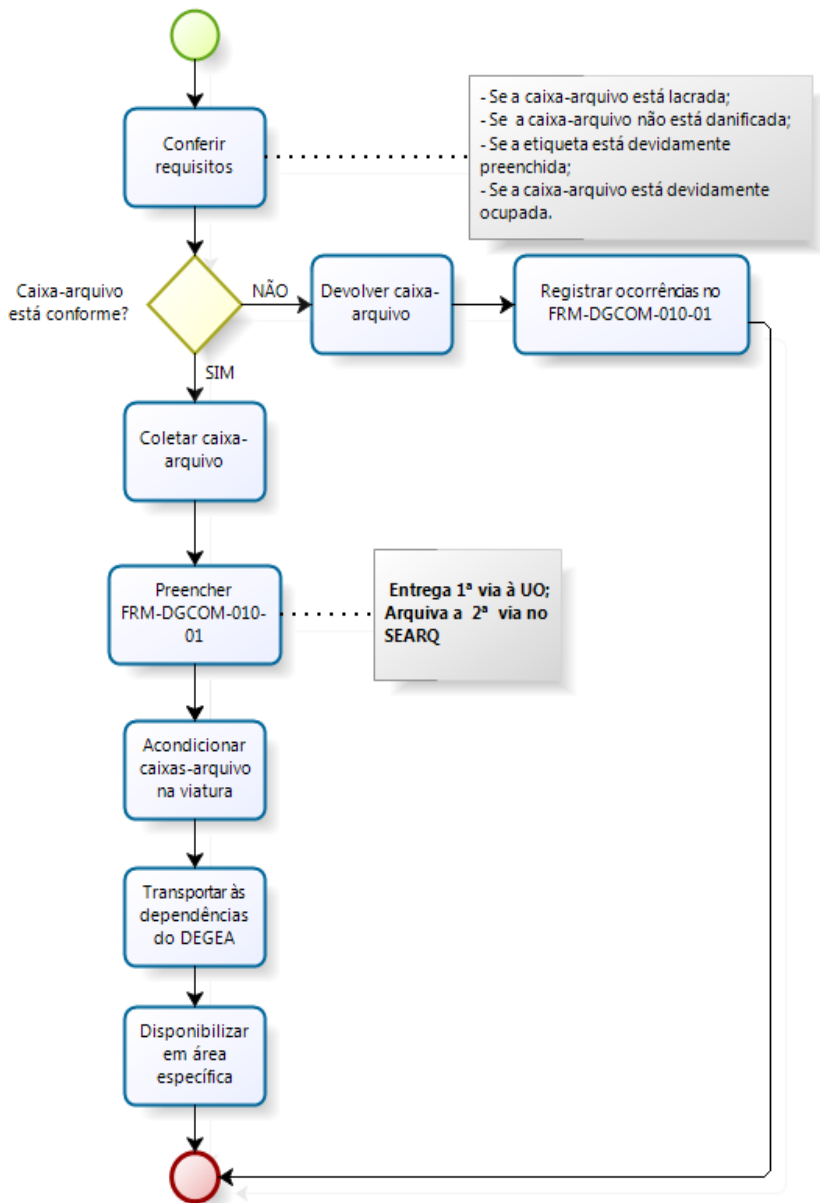 Conferir
requisitos
- Se a caixa-arquivo está lacrada;
- Se  a caixa-arquivo não está danificada;
- Se a etiqueta está devidamente
preenchida;
- Se a caixa-arquivo está devidamente
ocupada.
Caixa-arquivo
está conforme?
NÃO
Devolver caixa-
arquivo
Registrar ocorrências no
FRM-DGCOM-010-01
SIM
Coletar caixa-
arquivo
Preencher
FRM-DGCOM-010-
01
Entrega 1ª via à UO;
Arquiva a  2ª  via no
SEARQ
Acondicionar
caixas-arquivo
na viatura
Transportar às
dependências
do DEGEA
Disponibilizar
em área
específica